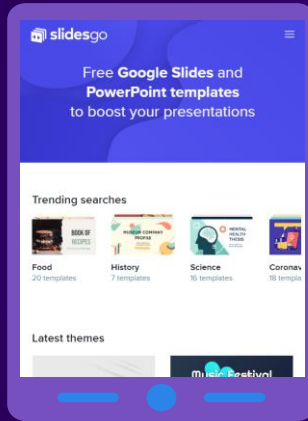 slidesgo
Free Google Slides and
PowerPoint templates
to boost your presentations
Trending searches
BOOK OF
RECIPES
MUSEUM COMPANY
PROFILE
MENTAL
HEALTH
THESIS
Food
History
Science
Coronav
20 templates
7 templates
16 templates
18 templa
Latest themes
Music Festival